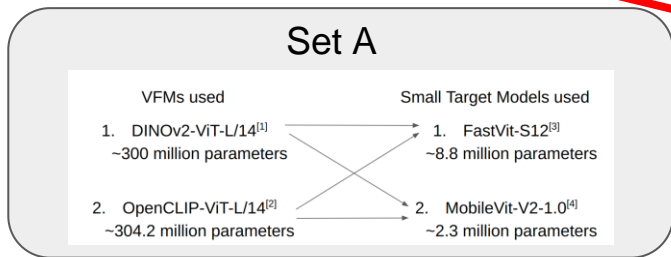 Set A
VFMs used
1. DINOv2-ViT-L/14[1]
~300 million parameters
2. OpenCLIP-ViT-L/14[2]
~304.2 million parameters
Small Target Models used
1. FastVit-S12[3]
~8.8 million parameters
2. MobileVit-V2-1.0[4]
~2.3 million parameters